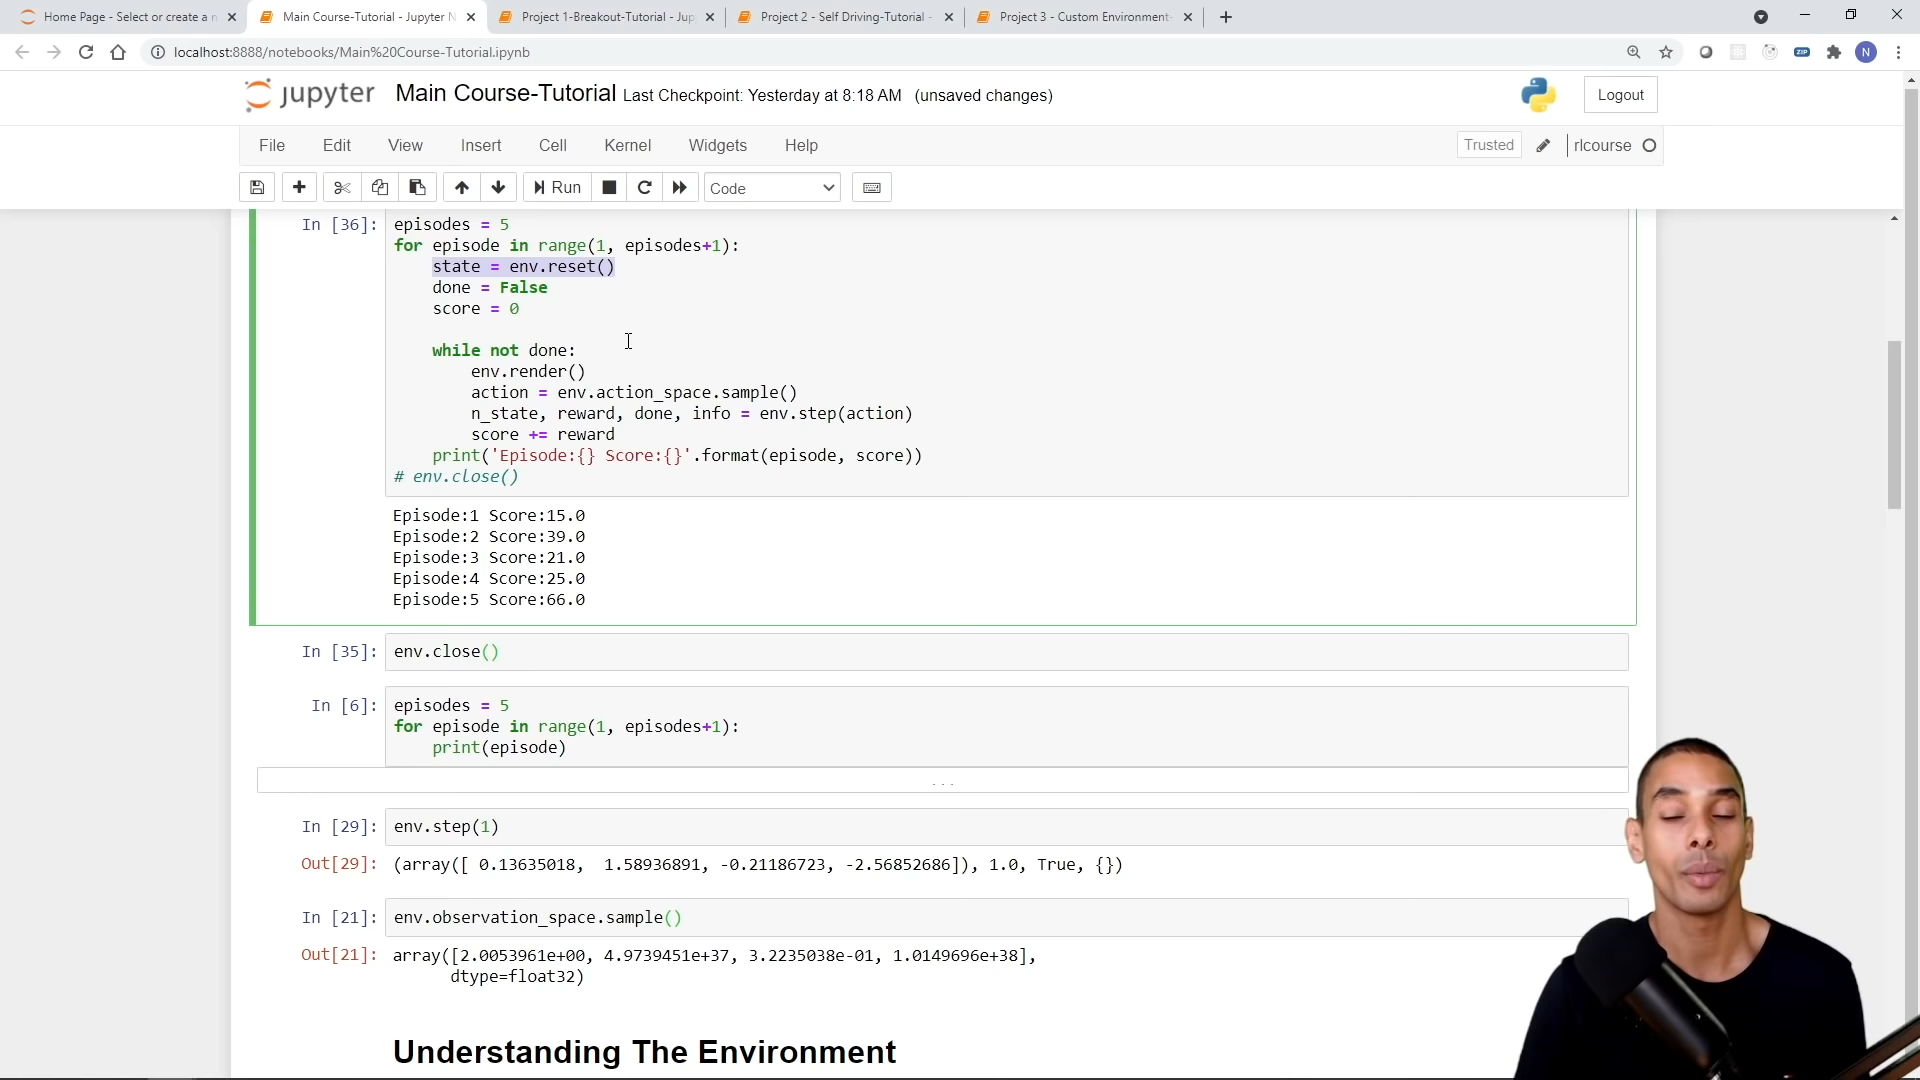 Home Page - Select or create a n
Main Course-Tutorial - Jupyter N
Project 1-Breakout-Tutorial - Jup
Project 2 - Self Driving-Tutorial -
Project 3 - Custom Environment-
localhost:8888/notebooks/Main%20Course-Tutorial.ipynb
ZIP
N
jupyter Main Course-Tutorial Last Checkpoint: Yesterday at 8:18 AM (unsaved changes)
Logout
File Edit View Insert Cell Kernel Widgets Help
Trusted
rlcourse
Run
Code
In [36]: episodes = 5
for episode in range(1, episodes+1):
    state = env.reset()
    done = False
    score = 0
    while not done:
        env.render()
        action = env.action_space.sample()
        n_state, reward, done, info = env.step(action)
        score += reward
    print('Episode:{} Score:{}'.format(episode, score))
# env.close()
Episode:1 Score:15.0
Episode:2 Score:39.0
Episode:3 Score:21.0
Episode:4 Score:25.0
Episode:5 Score:66.0
In [35]: env.close()
In [6]: episodes = 5
for episode in range(1, episodes+1):
    print(episode)
...
In [29]: env.step(1)
Out[29]: (array([ 0.13635018, 1.58936891, -0.21186723, -2.56852686]), 1.0, True, {})
In [21]: env.observation_space.sample()
Out[21]: array([2.0053961e+00, 4.9739451e+37, 3.2235038e-01, 1.0149696e+38],
dtype=float32)
Understanding The Environment